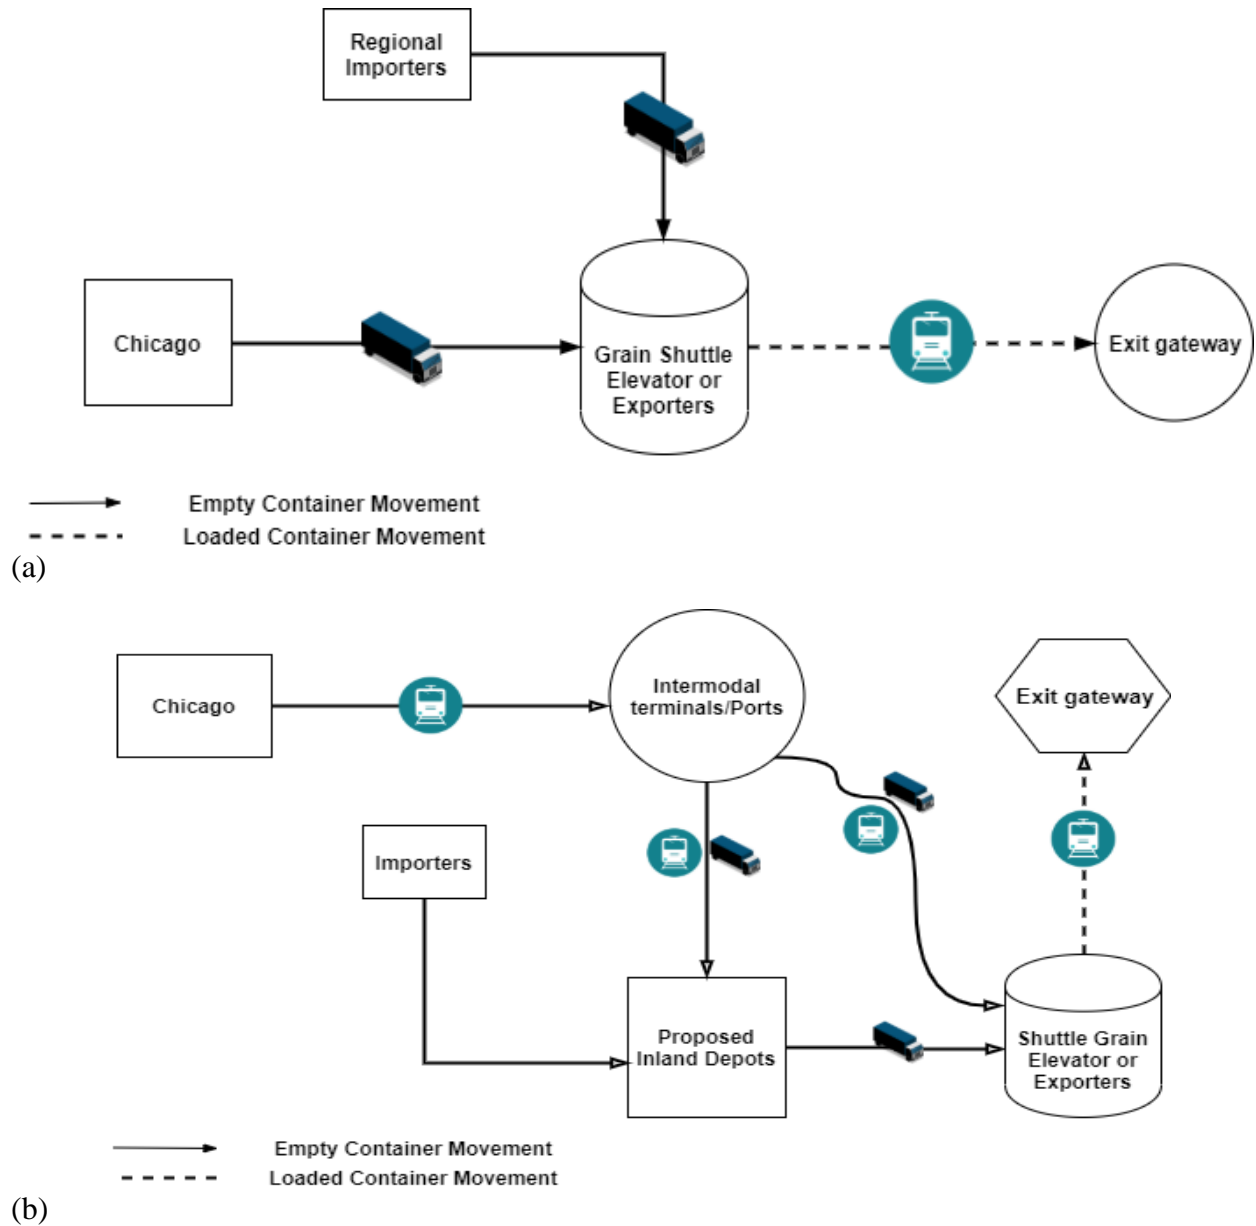 Regional
Importers
Chicago
Grain Shuttle
Elevator or
Exporters
Exit gateway
Empty Container Movement
Loaded Container Movement
(a)
Chicago
Intermodal
terminals/Ports
Exit gateway
Importers
Proposed
Inland Depots
Shuttle Grain
Elevator or
Exporters
Empty Container Movement
Loaded Container Movement
(b)